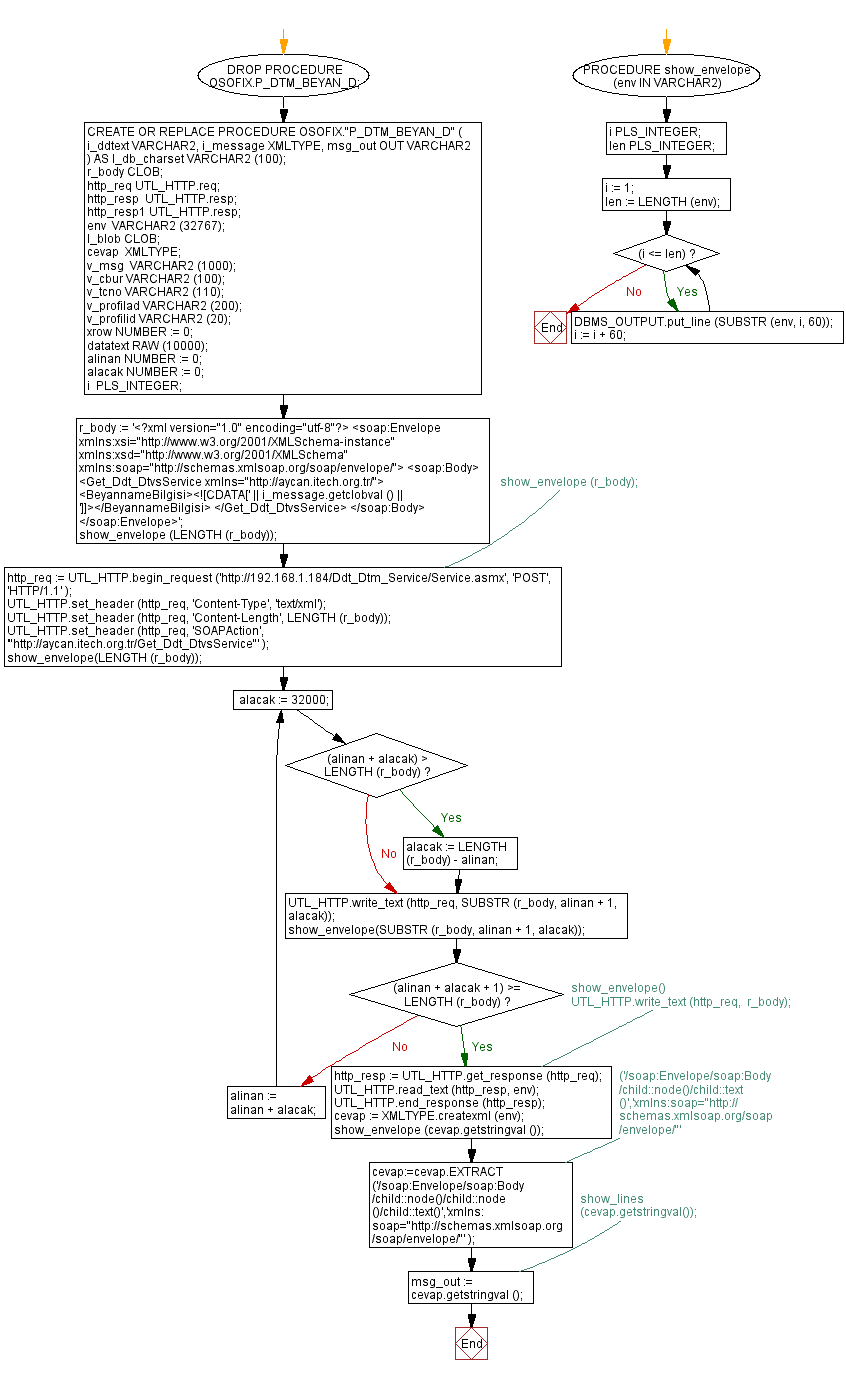 DROP PROCEDURE
OSOFIX.P_DTM_BEYAN_D;
CREATE OR REPLACE PROCEDURE OSOFIX."P_DTM_BEYAN_D" (
i_ddtext VARCHAR2, i_message XMLTYPE, msg_out OUT VARCHAR2
) AS l_db_charset VARCHAR2 (100);
r_body CLOB;
http_req UTL_HTTP.req;
http_resp UTL_HTTP.resp;
http_resp1 UTL_HTTP.resp;
env VARCHAR2 (32767);
l_blob CLOB;
cevap XMLTYPE;
v_msg VARCHAR2 (1000);
v_cbur VARCHAR2 (100);
v_tcno VARCHAR2 (110);
v_profilad VARCHAR2 (200);
v_profilid VARCHAR2 (20);
xrow NUMBER := 0;
datatext RAW (10000);
alinan NUMBER := 0;
alacak NUMBER := 0;
i PLS_INTEGER;
r_body := '<?xml version="1.0" encoding="utf-8"?> <soap:Envelope
xmlns:xsi="http://www.w3.org/2001/XMLSchema-instance"
xmlns:xsd="http://www.w3.org/2001/XMLSchema"
xmlns:soap="http://schemas.xmlsoap.org/soap/envelope/"> <soap:Body>
<Get_Ddt_DtvsService xmlns="http://aycan.itech.org.tr/">
<BeyannameBilgisi><![CDATA[' || i_message.getclobval () ||
']]></BeyannameBilgisi> </Get_Ddt_DtvsService> </soap:Body>
</soap:Envelope>';
show_envelope (LENGTH (r_body));
show_envelope (r_body);
http_req := UTL_HTTP.begin_request ('http://192.168.1.184/Ddt_Dtm_Service/Service.asmx', 'POST',
'HTTP/1.1' );
UTL_HTTP.set_header (http_req, 'Content-Type', 'text/xml');
UTL_HTTP.set_header (http_req, 'Content-Length', LENGTH (r_body));
UTL_HTTP.set_header (http_req, 'SOAPAction',
'"http://aycan.itech.org.tr/Get_Ddt_DtvsService"' );
show_envelope(LENGTH (r_body));
alacak := 32000;
(alinan + alacak) >
LENGTH (r_body) ?
Yes
No
alacak := LENGTH
(r_body) - alinan;
UTL_HTTP.write_text (http_req, SUBSTR (r_body, alinan + 1,
alacak));
show_envelope(SUBSTR (r_body, alinan + 1, alacak));
(alinan + alacak + 1) >=
LENGTH (r_body) ?
show_envelope()
UTL_HTTP.write_text (http_req, r_body);
No
Yes
alinan :=
alinan + alacak;
http_resp := UTL_HTTP.get_response (http_req);
UTL_HTTP.read_text (http_resp, env);
UTL_HTTP.end_response (http_resp);
cevap := XMLTYPE.createxml (env);
show_envelope (cevap.getstringval ());
('/soap:Envelope/soap:Body
/child::node()/child::text
()','xmlns:soap="http://
schemas.xmlsoap.org/soap
/envelope/"'
cevap:=cevap.EXTRACT
('/soap:Envelope/soap:Body
/child::node()/child::node
()/child::text()','xmlns:
soap="http://schemas.xmlsoap.org
/soap/envelope/"' );
show_lines
(cevap.getstringval());
msg_out :=
cevap.getstringval ();
End
PROCEDURE show_envelope
(env IN VARCHAR2)
i PLS_INTEGER;
len PLS_INTEGER;
i := 1;
len := LENGTH (env);
(i <= len) ?
No
Yes
End
DBMS_OUTPUT.put_line (SUBSTR (env, i, 60));
i := i + 60;